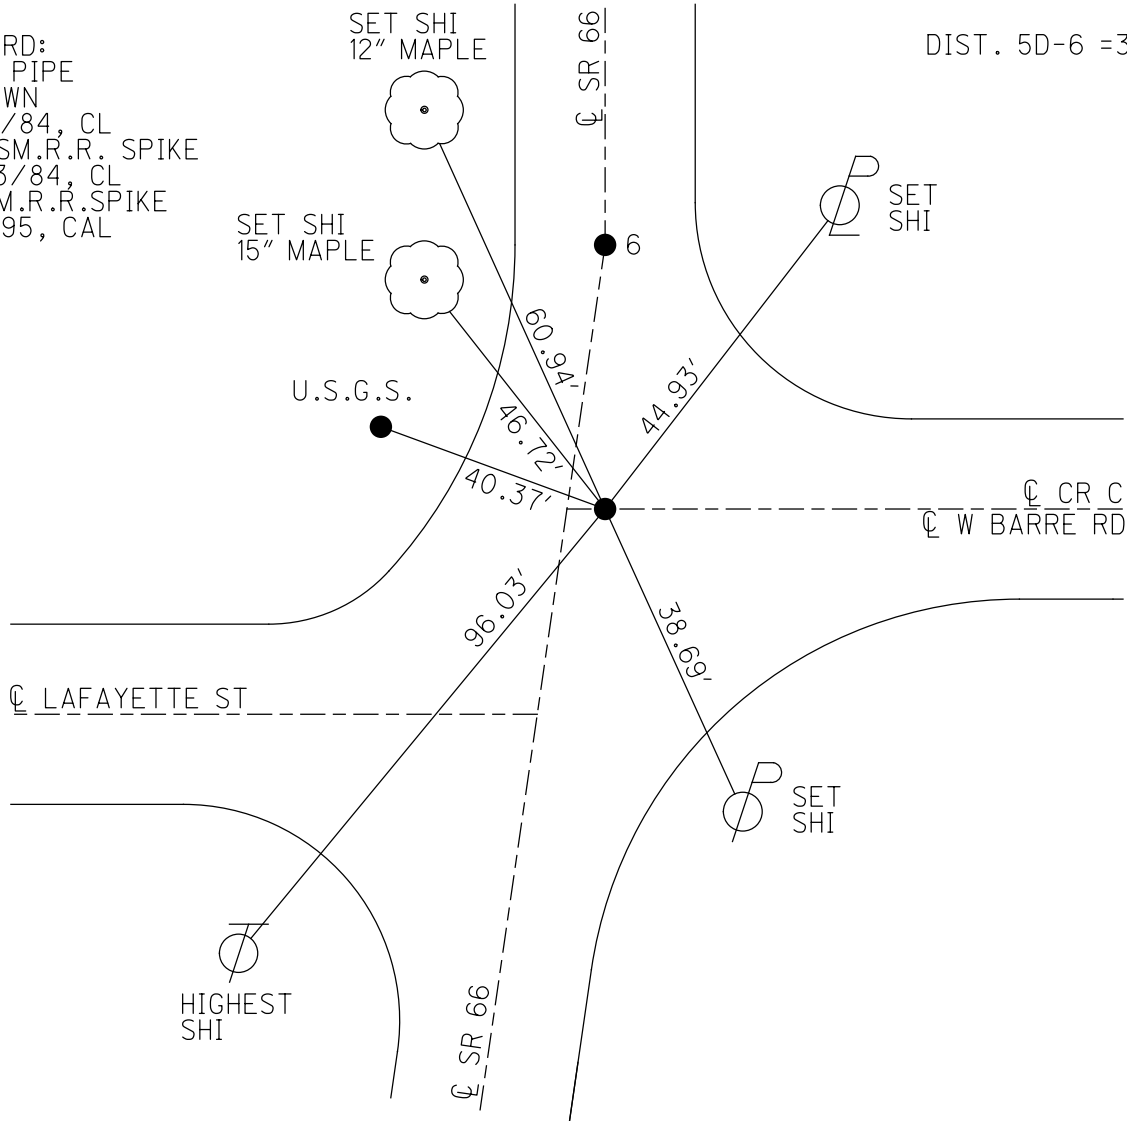 RD:
PIPE
WN
/84, CL
SM.R.R. SPIKE
3/84, CL
M.R.R.SPIKE
95, CAL
SET SHI
12" MAPLE
℄ SR 66
DIST. 5D-6 =3
SET
SHI
SET SHI
15" MAPLE
6
60.94'
44.93'
U.S.G.S.
46.72'
40.37'
℄ CR C
℄ W BARRE RD
96.03'
38.69'
℄ LAFAYETTE ST
SET
SHI
HIGHEST
SHI
℄ SR 66